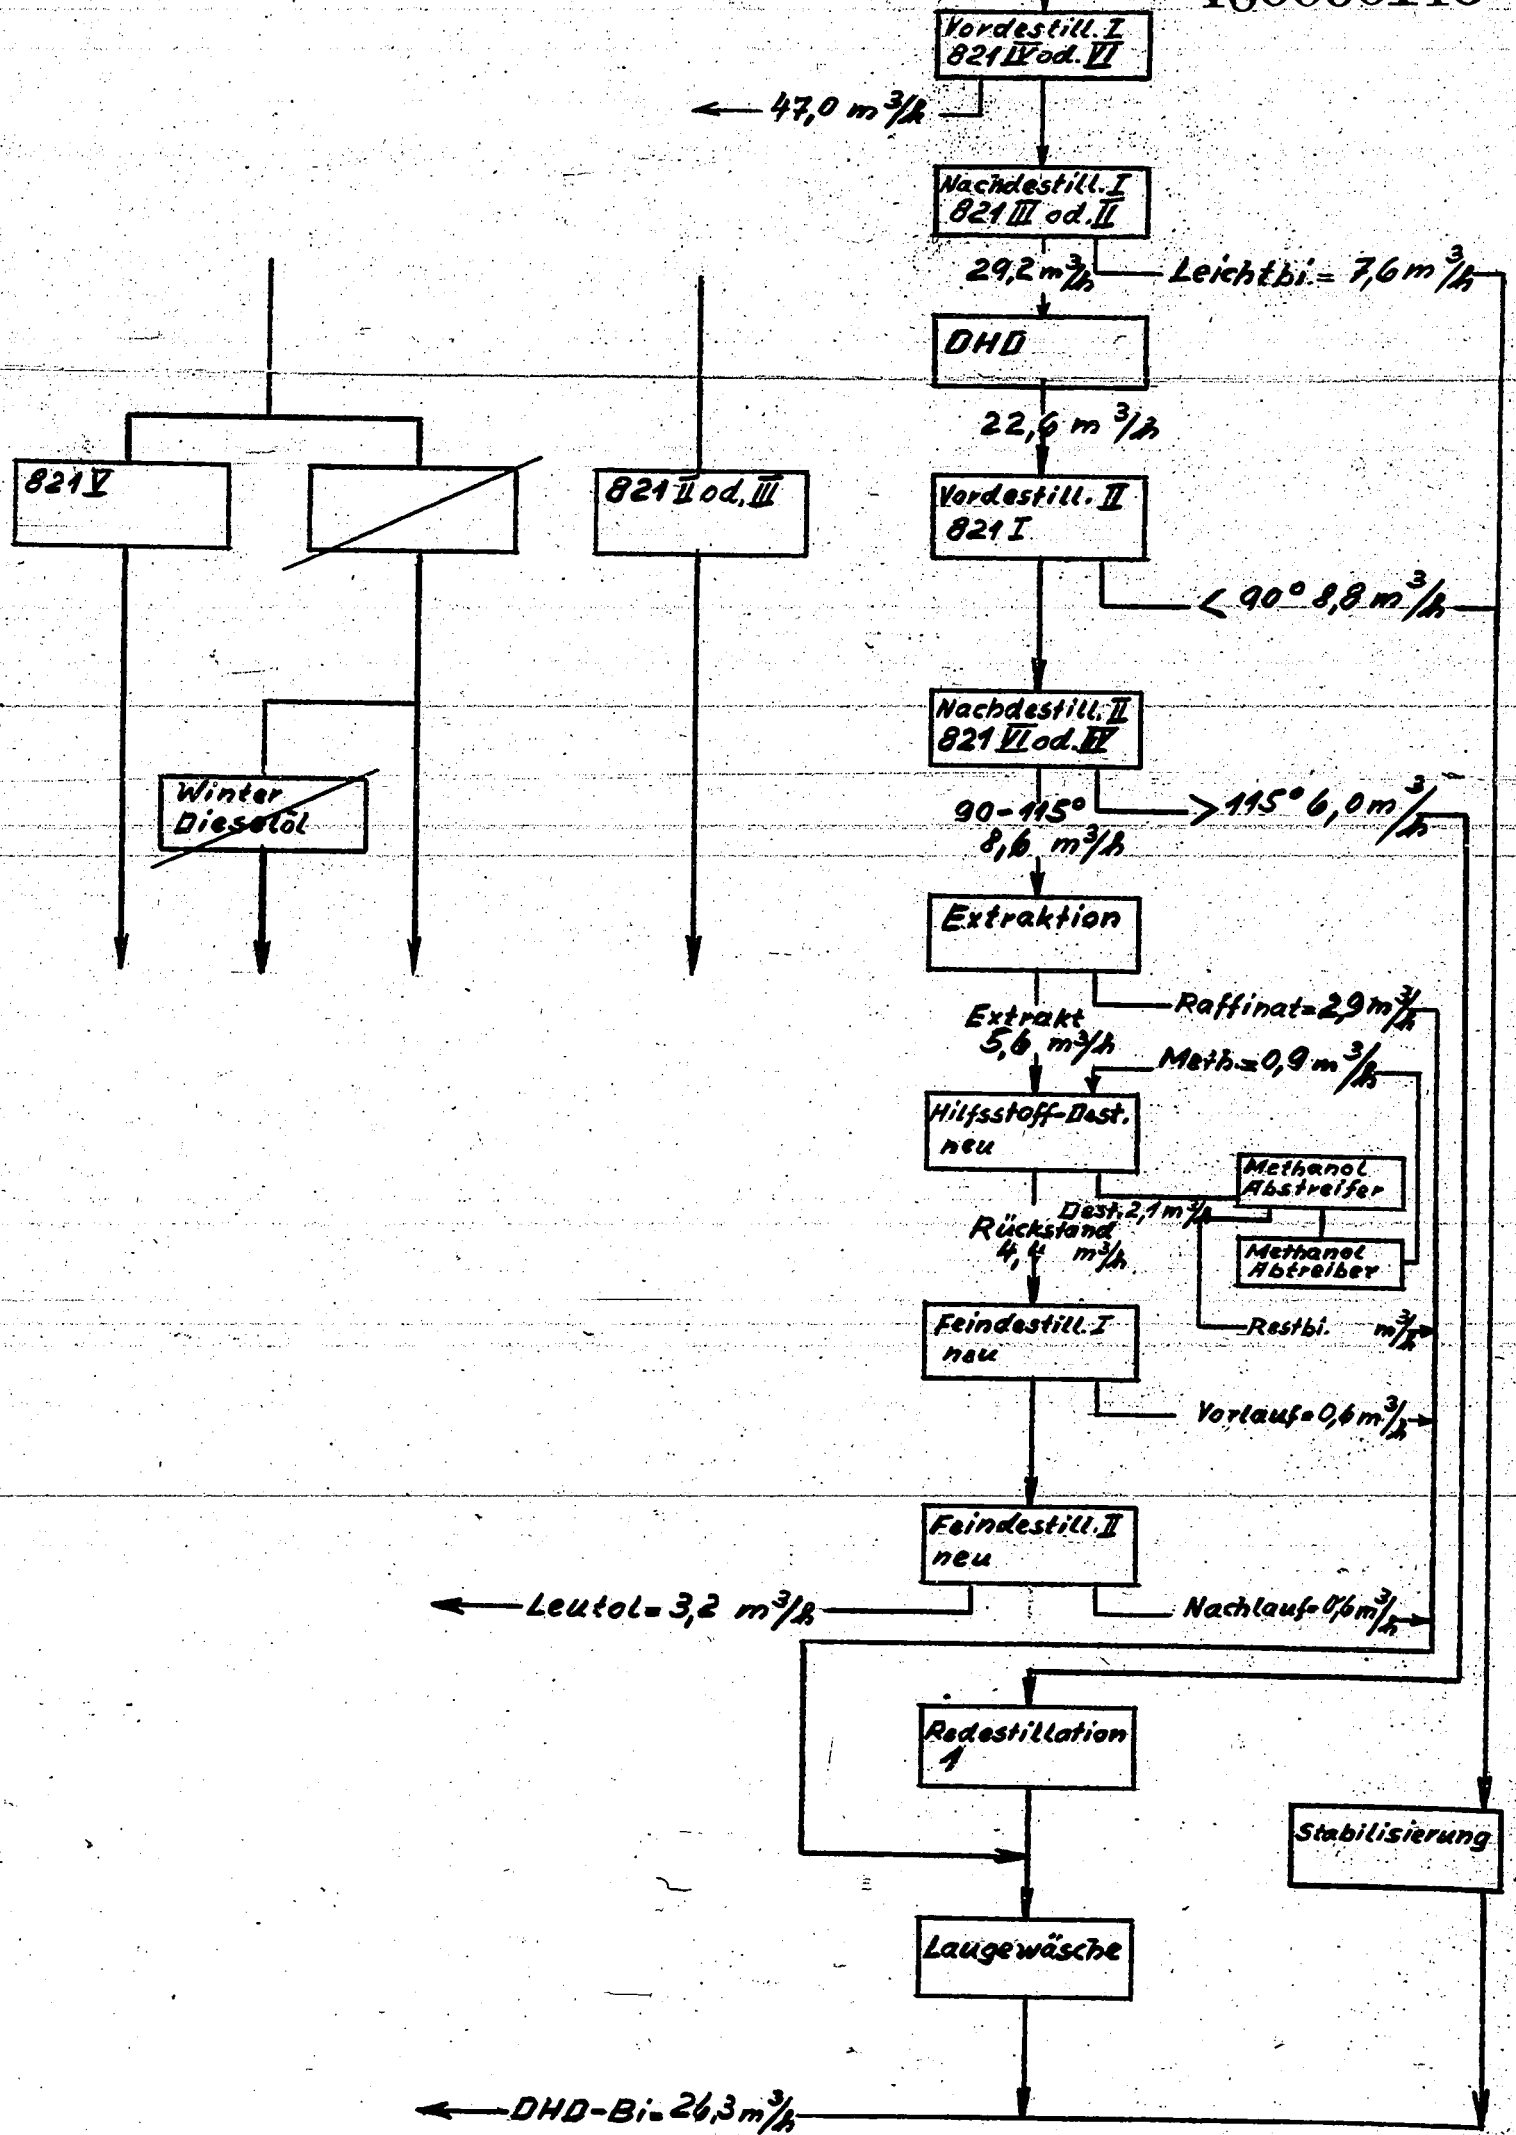 Vordestill. I
821 IV od. VI
47,0 m³/h
Nachdestill. I
821 III od. II
29,2 m³/h
Leichtbi. = 7,6 m³/h
DHD
22,6 m³/h
821 V
821 II od. III
Vordestill. II
821 I
< 90° 8,8 m³/h
Nachdestill. II
821 VI od. IV
Winter
Dieselöl
90-115°
8,6 m³/h
> 115° 6,0 m³/h
Extraktion
Raffinat = 2,9 m³/h
Extrakt
5,6 m³/h
Meth. = 0,9 m³/h
Hilfsstoff-Dest.
neu
Methanol
Abstreifer
Dest. 2,1 m³/h
Rückstand
4,4 m³/h
Methanol
Abtreiber
Feindestill. I
neu
Restbi. m³/h
Vorlauf = 0,6 m³/h
Feindestill. II
neu
Leutol = 3,2 m³/h
Nachlauf = 0,6 m³/h
Redestillation
1
Stabilisierung
Laugewäsche
DHD-Bi = 26,3 m³/h